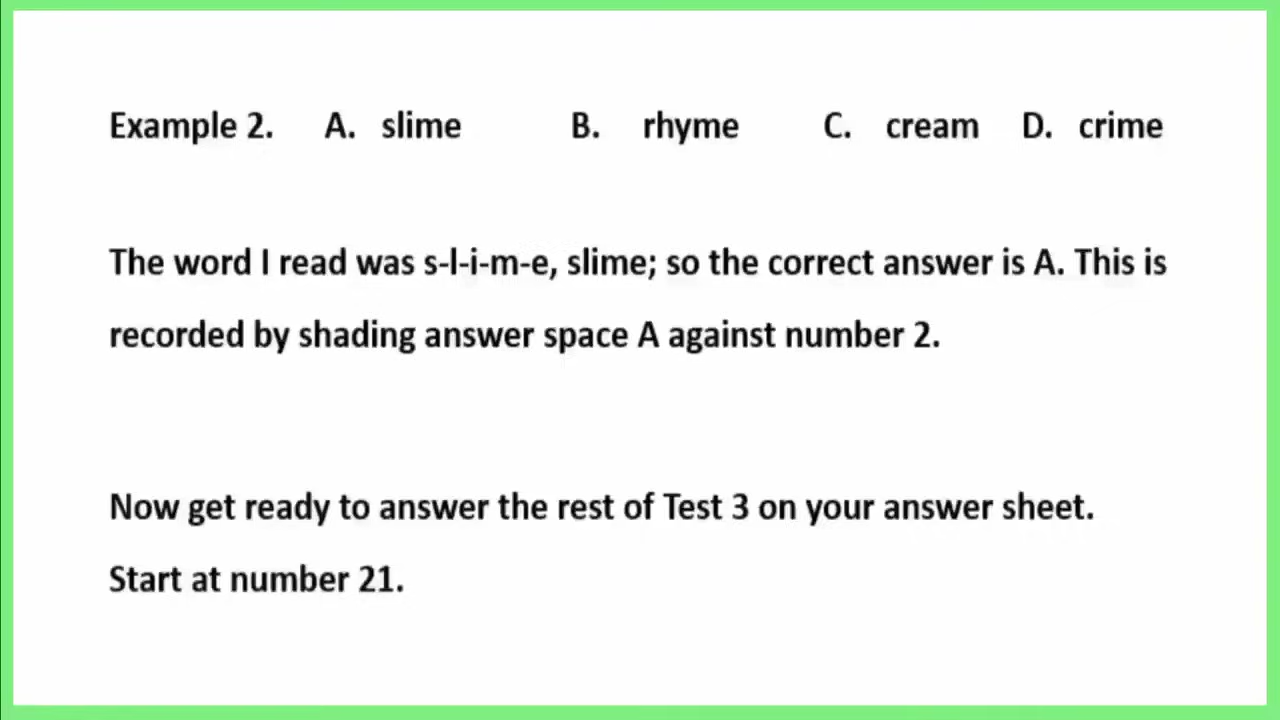 Example 2. A. slime B. rhyme C. cream D. crime
The word I read was s-l-i-m-e, slime; so the correct answer is A. This is
recorded by shading answer space A against number 2.
Now get ready to answer the rest of Test 3 on your answer sheet.
Start at number 21.